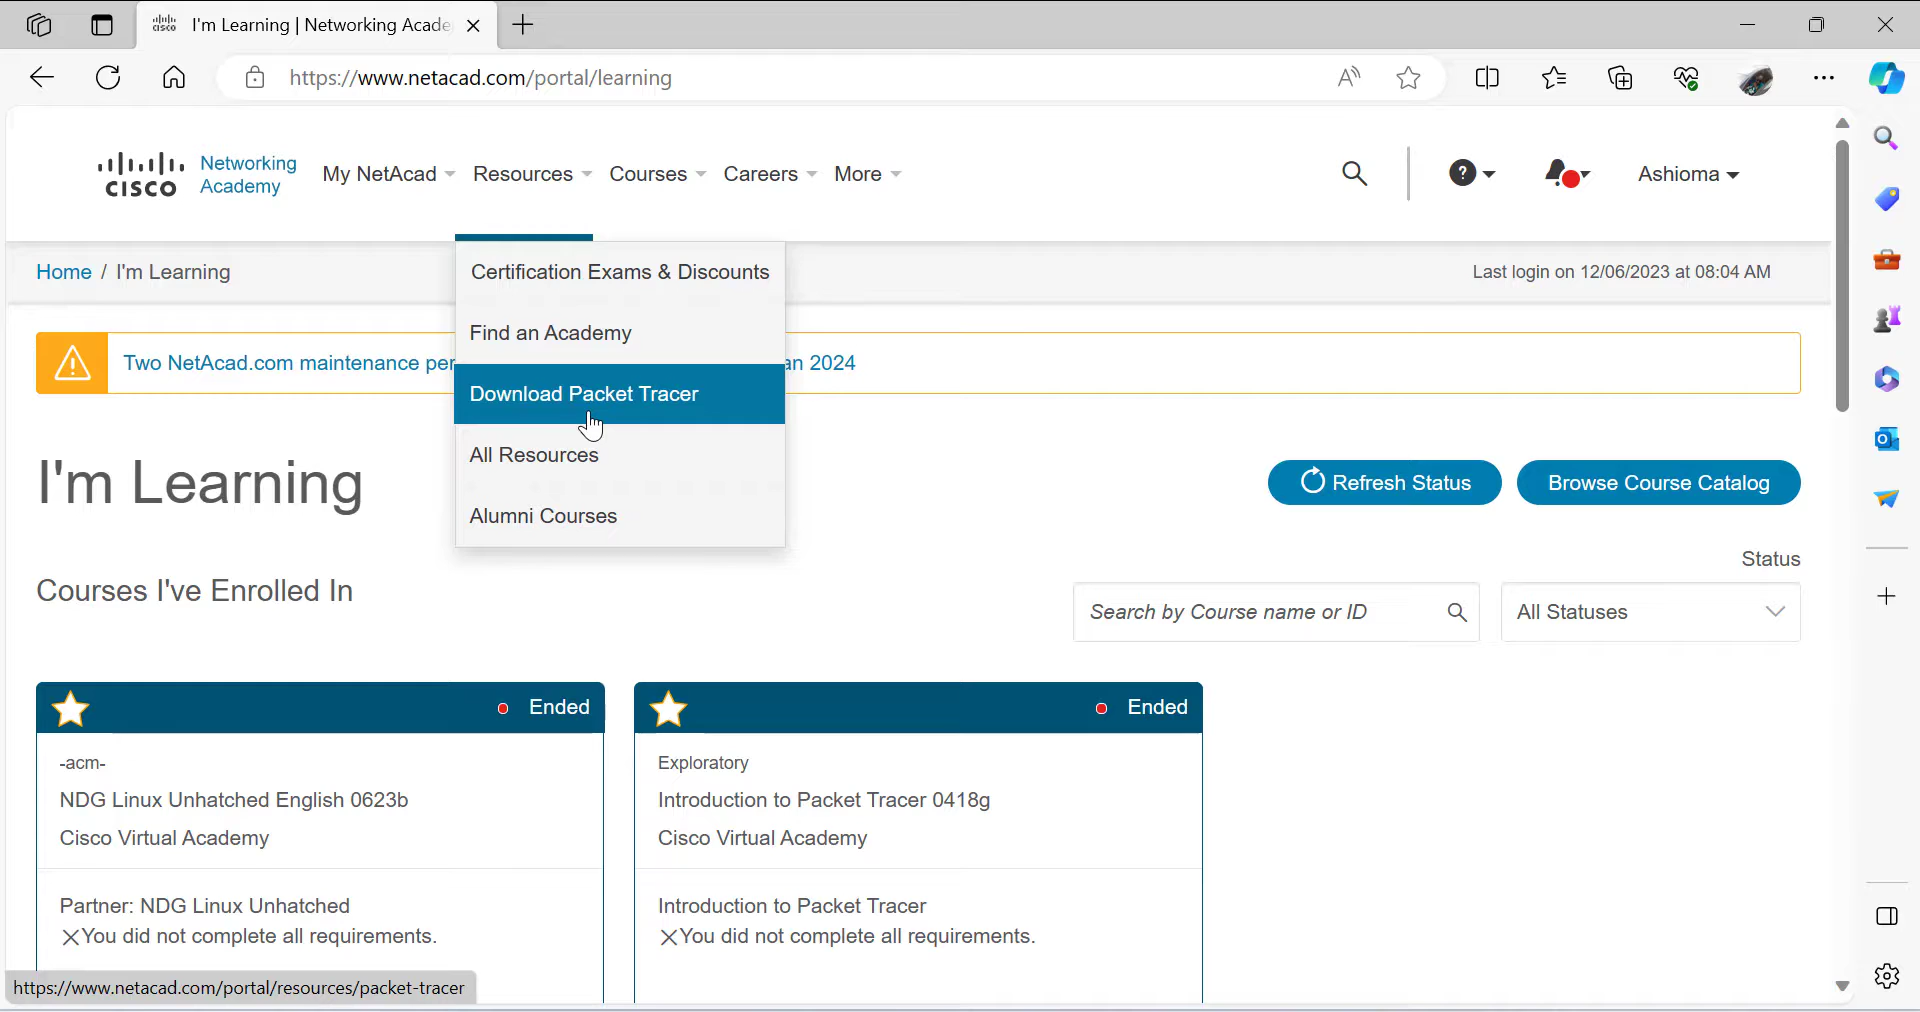 I'm Learning | Networking Acade
https://www.netacad.com/portal/learning
cisco
Networking
Academy
My NetAcad
Resources
Courses
Careers
More
Ashioma
Home / I'm Learning
Last login on 12/06/2023 at 08:04 AM
Certification Exams & Discounts
Find an Academy
Download Packet Tracer
All Resources
Alumni Courses
Two NetAcad.com maintenance per
an 2024
I'm Learning
Refresh Status
Browse Course Catalog
Courses I've Enrolled In
Status
Search by Course name or ID
All Statuses
Ended
-acm-
NDG Linux Unhatched English 0623b
Cisco Virtual Academy
Partner: NDG Linux Unhatched
You did not complete all requirements.
Ended
Exploratory
Introduction to Packet Tracer 0418g
Cisco Virtual Academy
Introduction to Packet Tracer
You did not complete all requirements.
https://www.netacad.com/portal/resources/packet-tracer